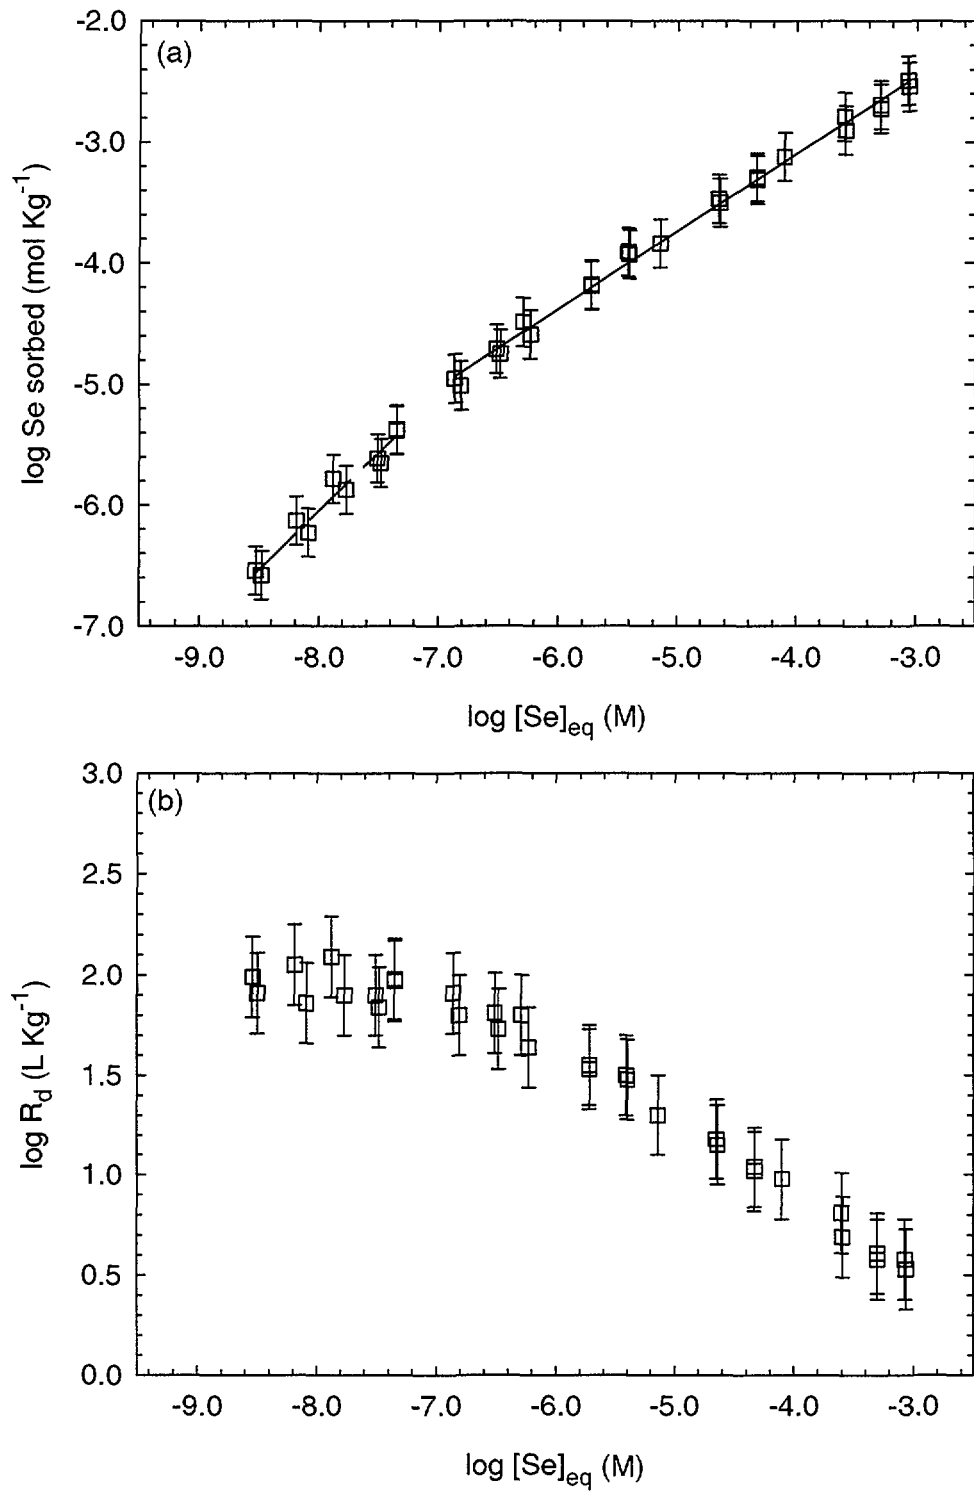 (a)
-2.0
-3.0
-4.0
-5.0
-6.0
-7.0
log Se sorbed (mol Kg⁻¹)
-9.0 -8.0 -7.0 -6.0 -5.0 -4.0 -3.0
log [Se]eq (M)
(b)
3.0
2.5
2.0
1.5
1.0
0.5
0.0
log Rd (L Kg⁻¹)
-9.0 -8.0 -7.0 -6.0 -5.0 -4.0 -3.0
log [Se]eq (M)